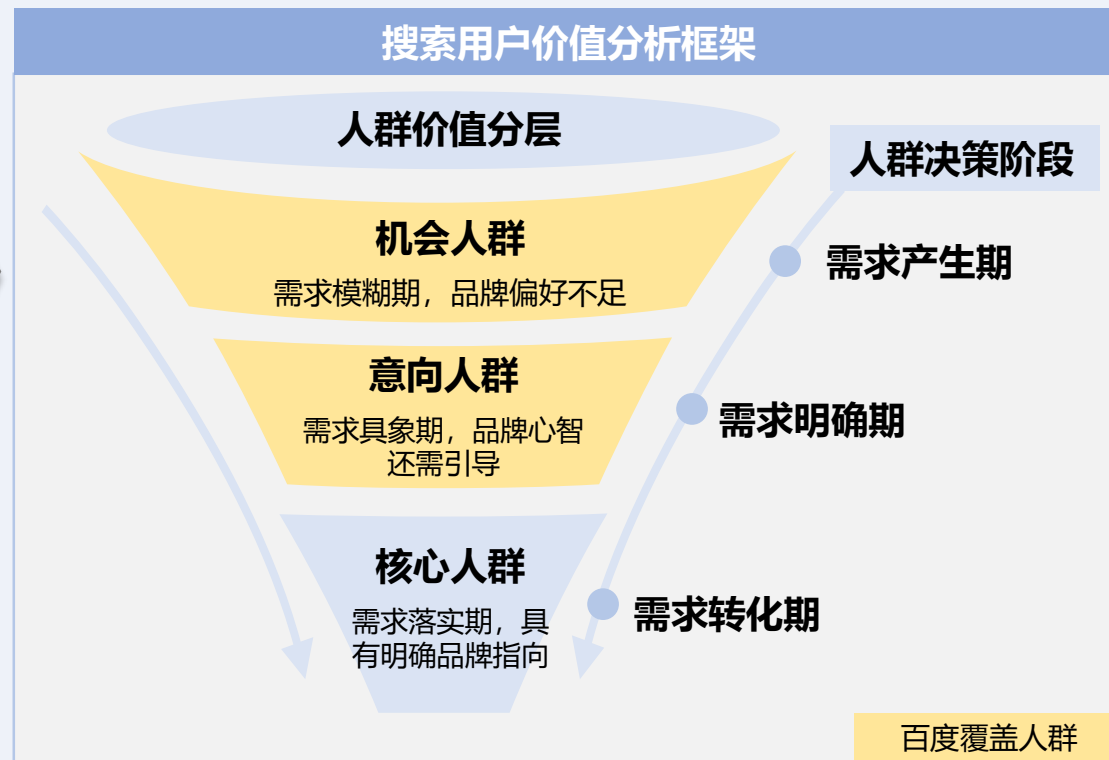 搜索用户价值分析框架
人群价值分层
人群决策阶段
机会人群
需求模糊期，品牌偏好不足
需求产生期
意向人群
需求具象期，品牌心智
还需引导
需求明确期
核心人群
需求落实期，具
有明确品牌指向
需求转化期
百度覆盖人群